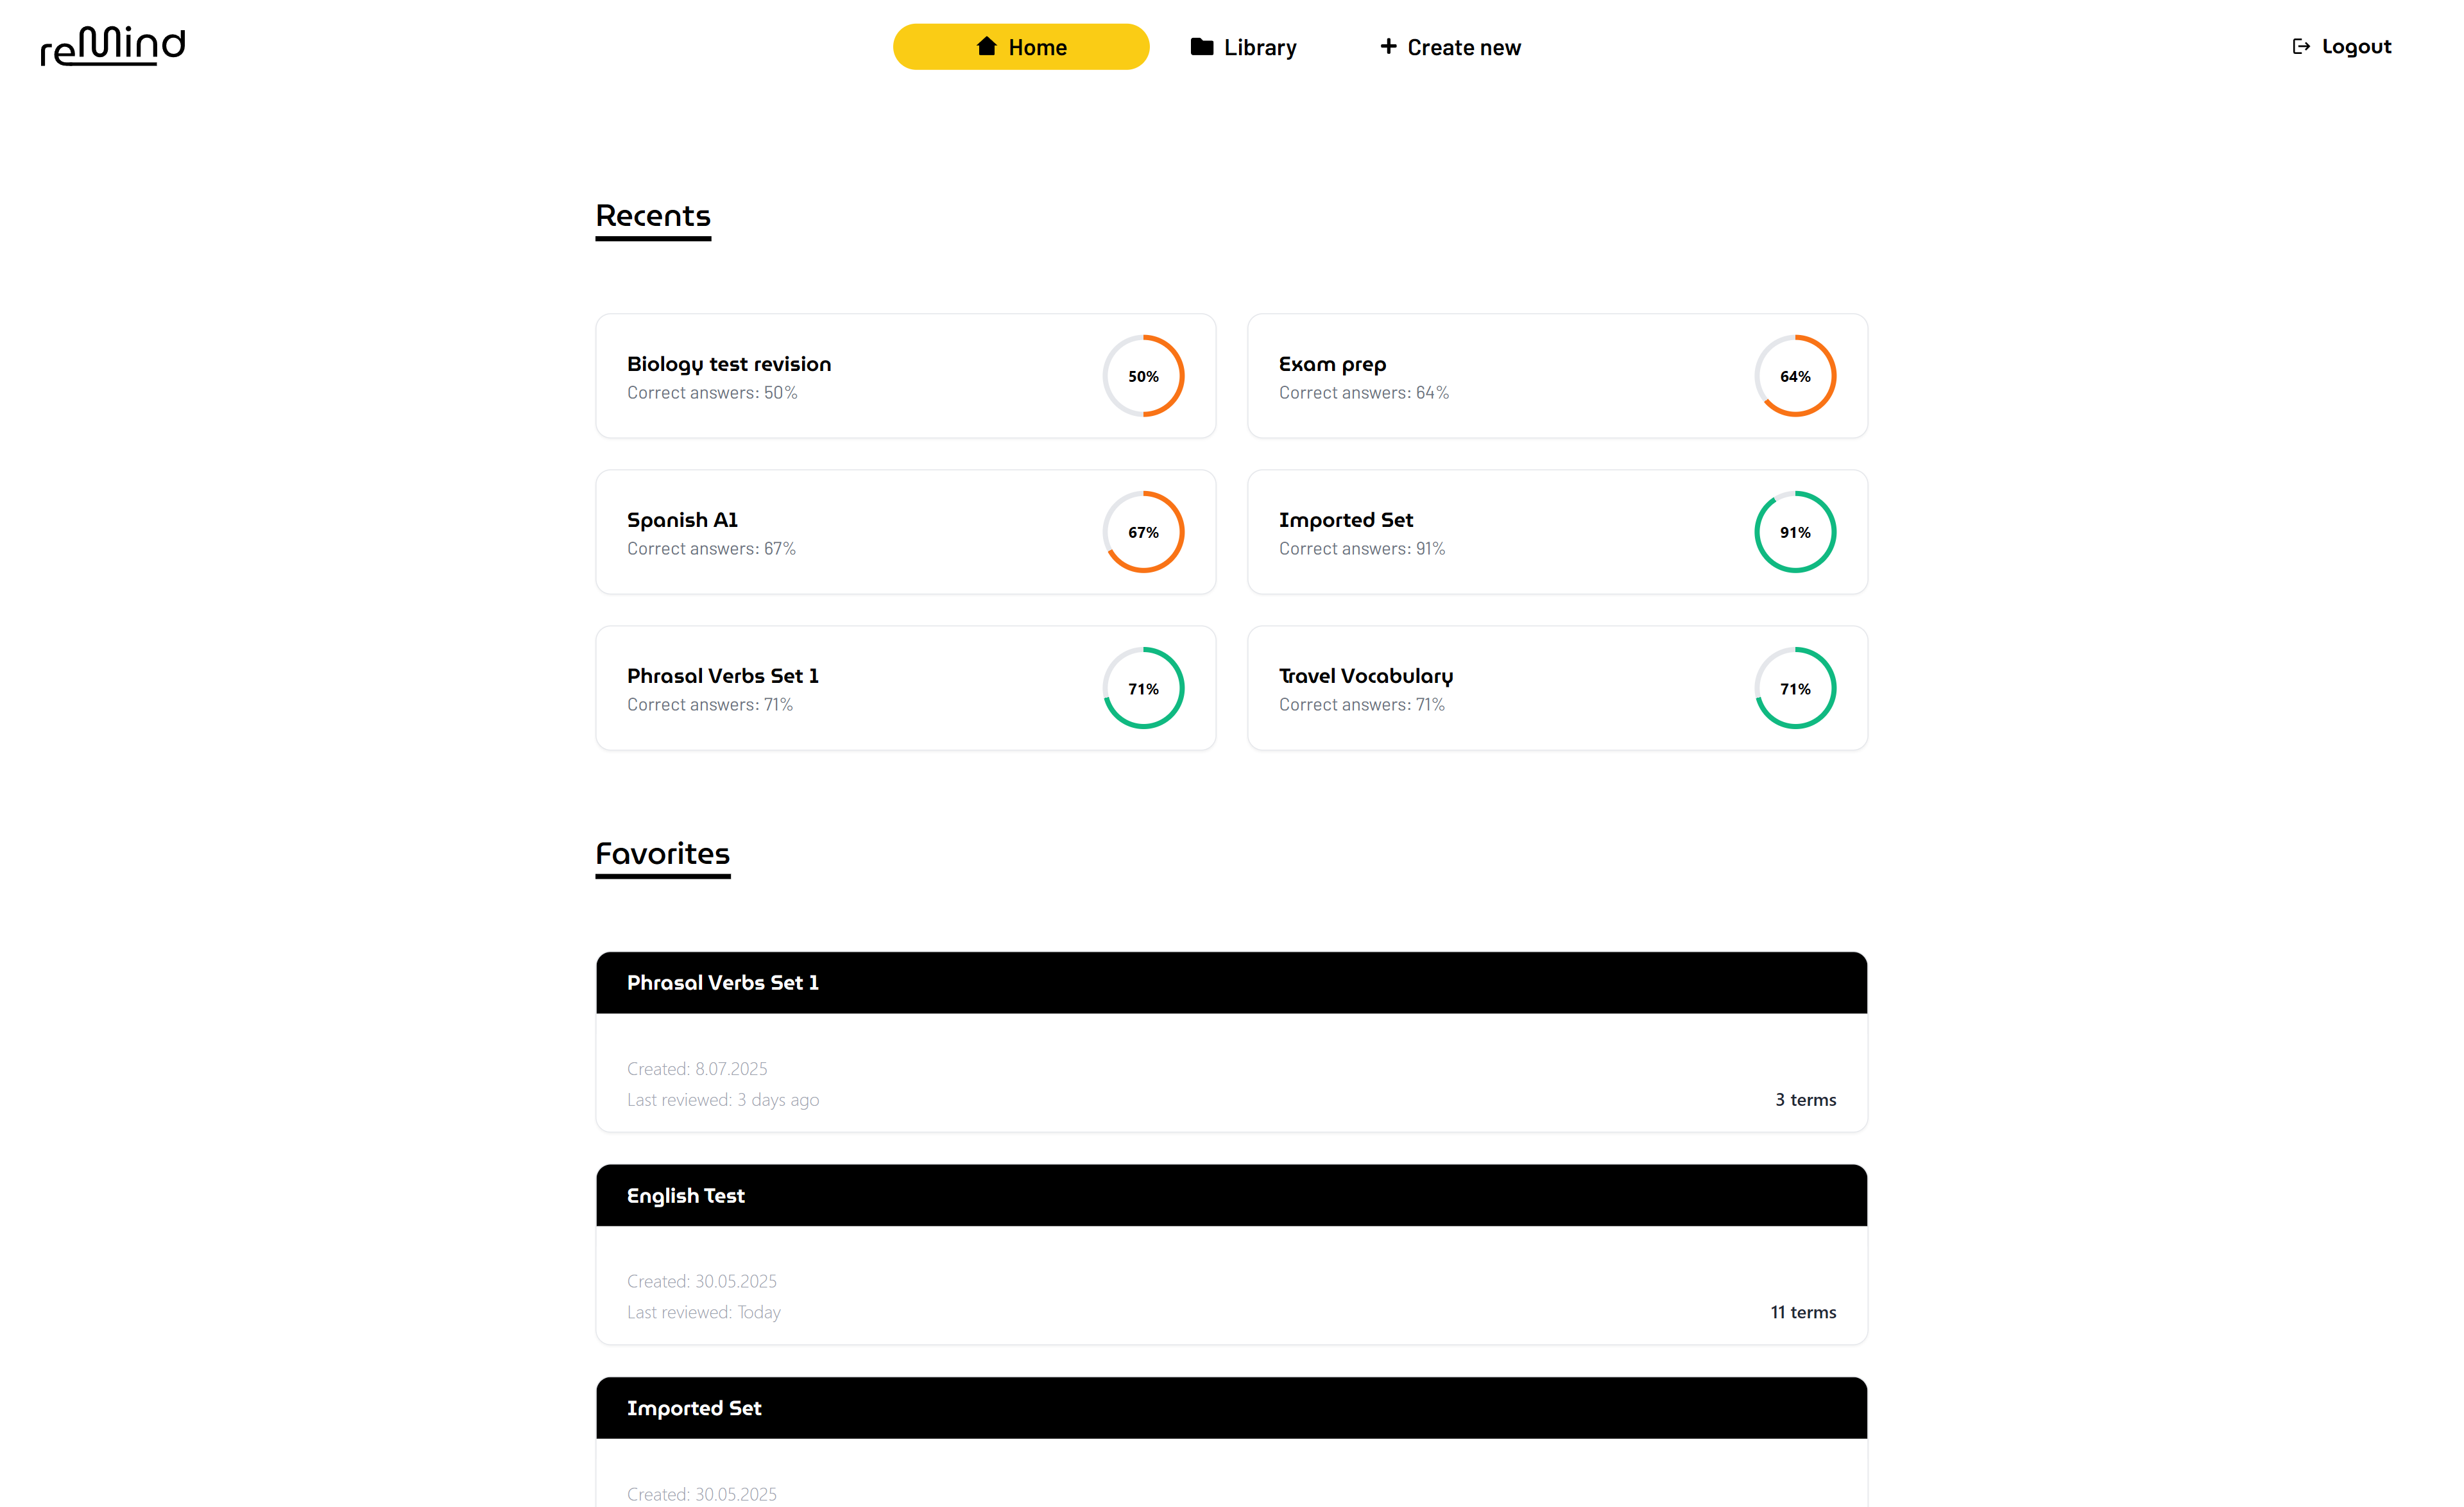 reMind
Home
Library
Create new
Logout
Recents
Biology test revision
Correct answers: 50%
50%
Exam prep
Correct answers: 64%
64%
Spanish A1
Correct answers: 67%
67%
Imported Set
Correct answers: 91%
91%
Phrasal Verbs Set 1
Correct answers: 71%
71%
Travel Vocabulary
Correct answers: 71%
71%
Favorites
Phrasal Verbs Set 1
Created: 8.07.2025
Last reviewed: 3 days ago
3 terms
English Test
Created: 30.05.2025
Last reviewed: Today
11 terms
Imported Set
Created: 30.05.2025